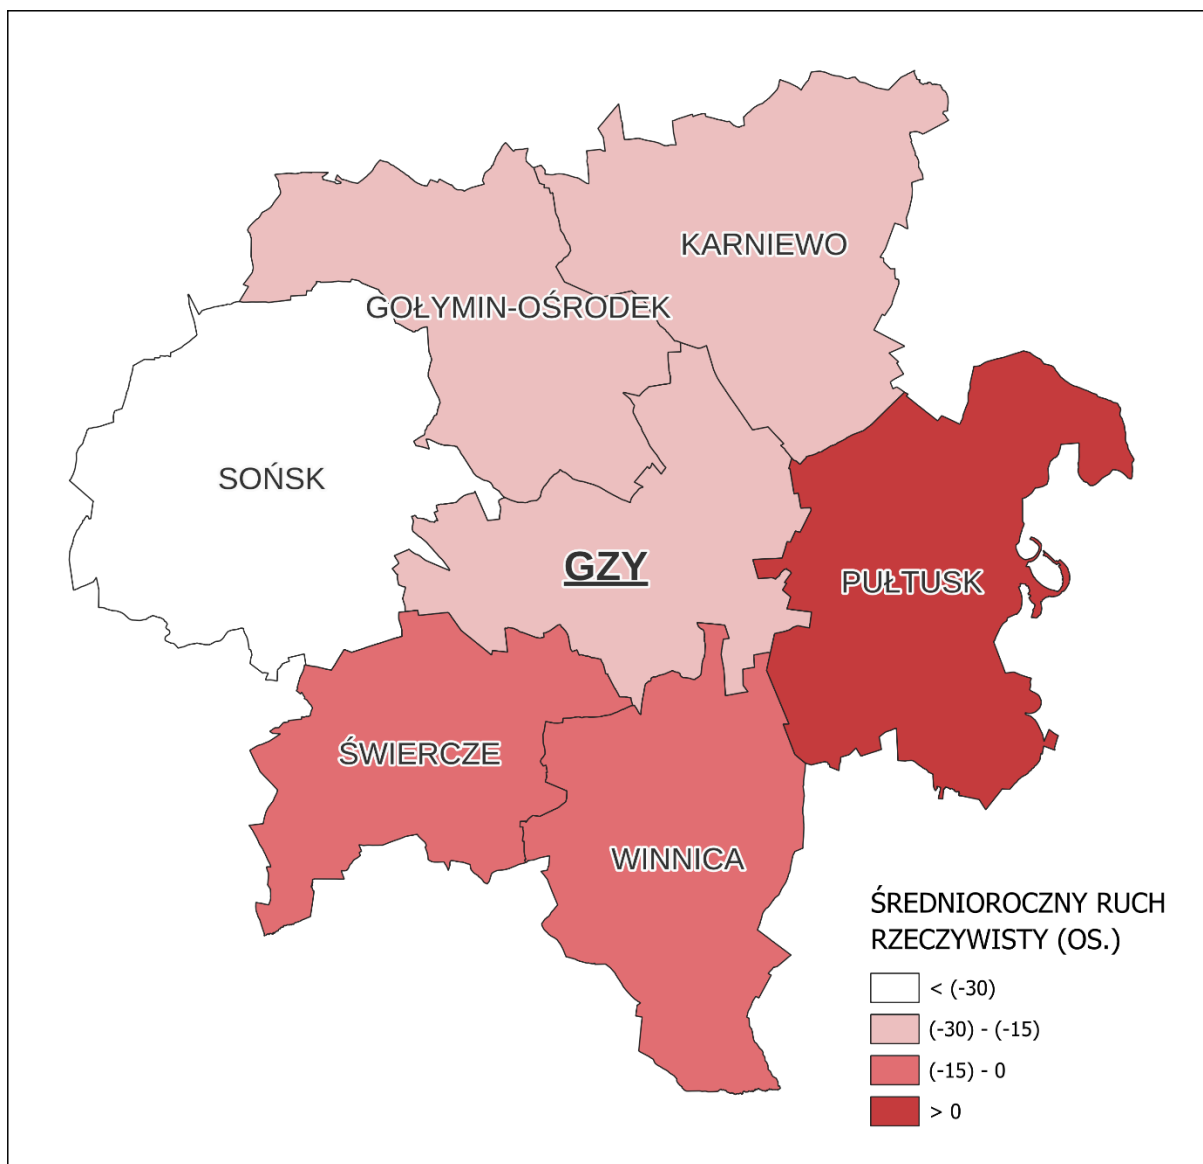 KARNIEWO
GOŁYMIN-OŚRODEK
SOŃSK
GZY
PUŁTUSK
ŚWIERCZE
WINNICA
ŚREDNIOROCZNY RUCH
RZECZYWISTY (OS.)
< (-30)
(-30) - (-15)
(-15) - 0
> 0